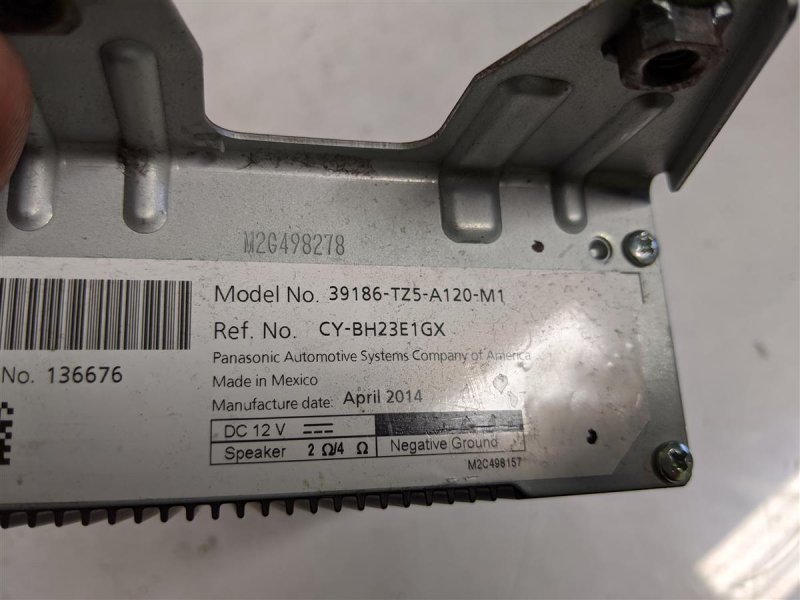 M2G498278
Model No. 39186-TZ5-A120-M1
Ref. No. CY-BH23E1GX
Panasonic Automotive Systems Company of America
No. 136676
Made in Mexico
Manufacture date: April 2014
DC 12 V
Speaker 2 Ω/4 Ω Negative Ground
M2C498157